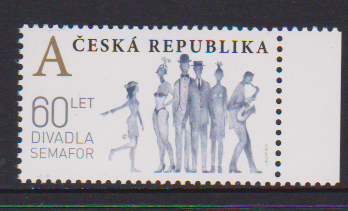 A ČESKÁ REPUBLIKA
60 LET
DIVADLA
SEMAFOR